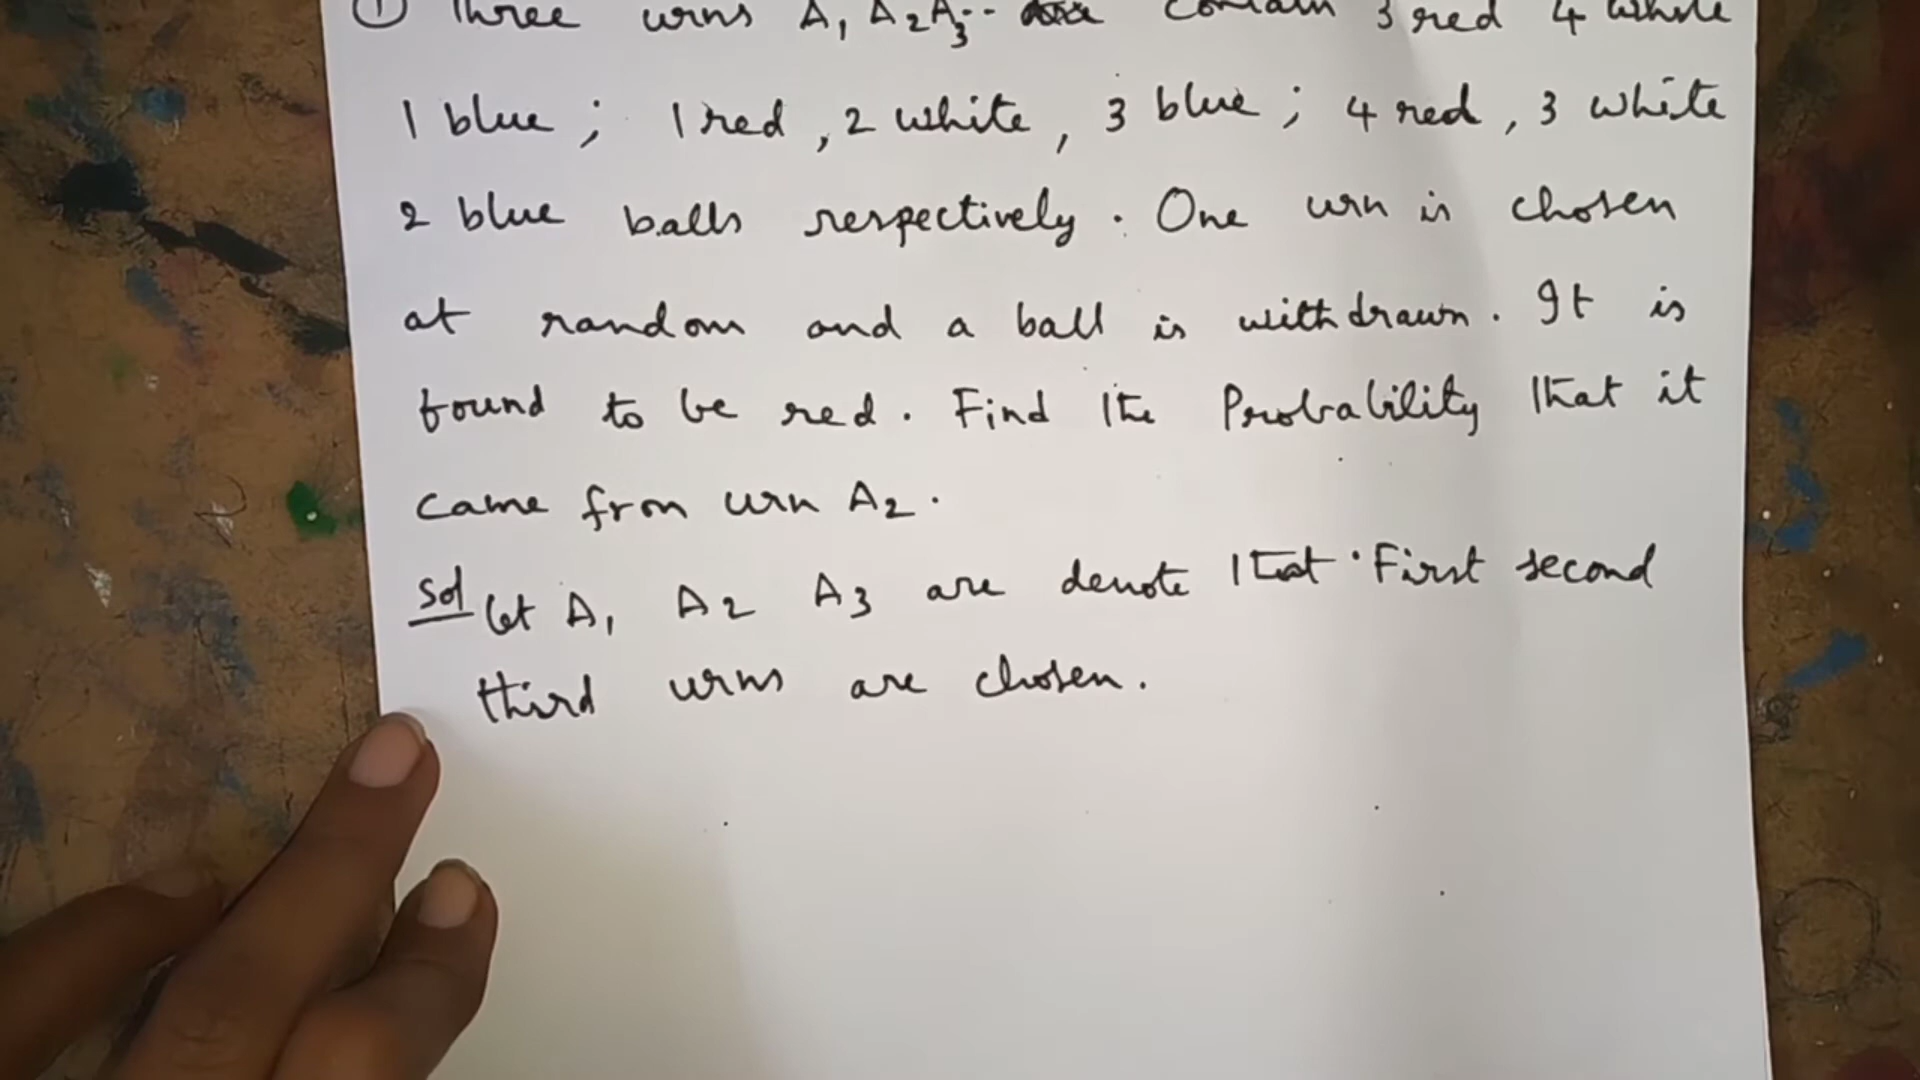 ① Three urns A₁ A₂ A₃.. contain 3 red 4 white
1 blue ; 1 red , 2 white , 3 blue ; 4 red , 3 white
2 blue balls respectively . One urn is chosen
at random and a ball is withdrawn . It is
found to be red . Find the Probability that it
came from urn A₂ .
Sol let A₁ A₂ A₃ are denote that First second
third urns are chosen .